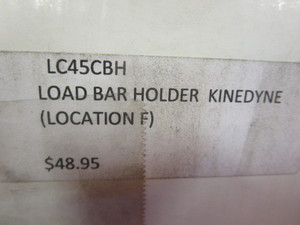 LC45CBH
LOAD BAR HOLDER KINEDYNE
(LOCATION F)
$48.95